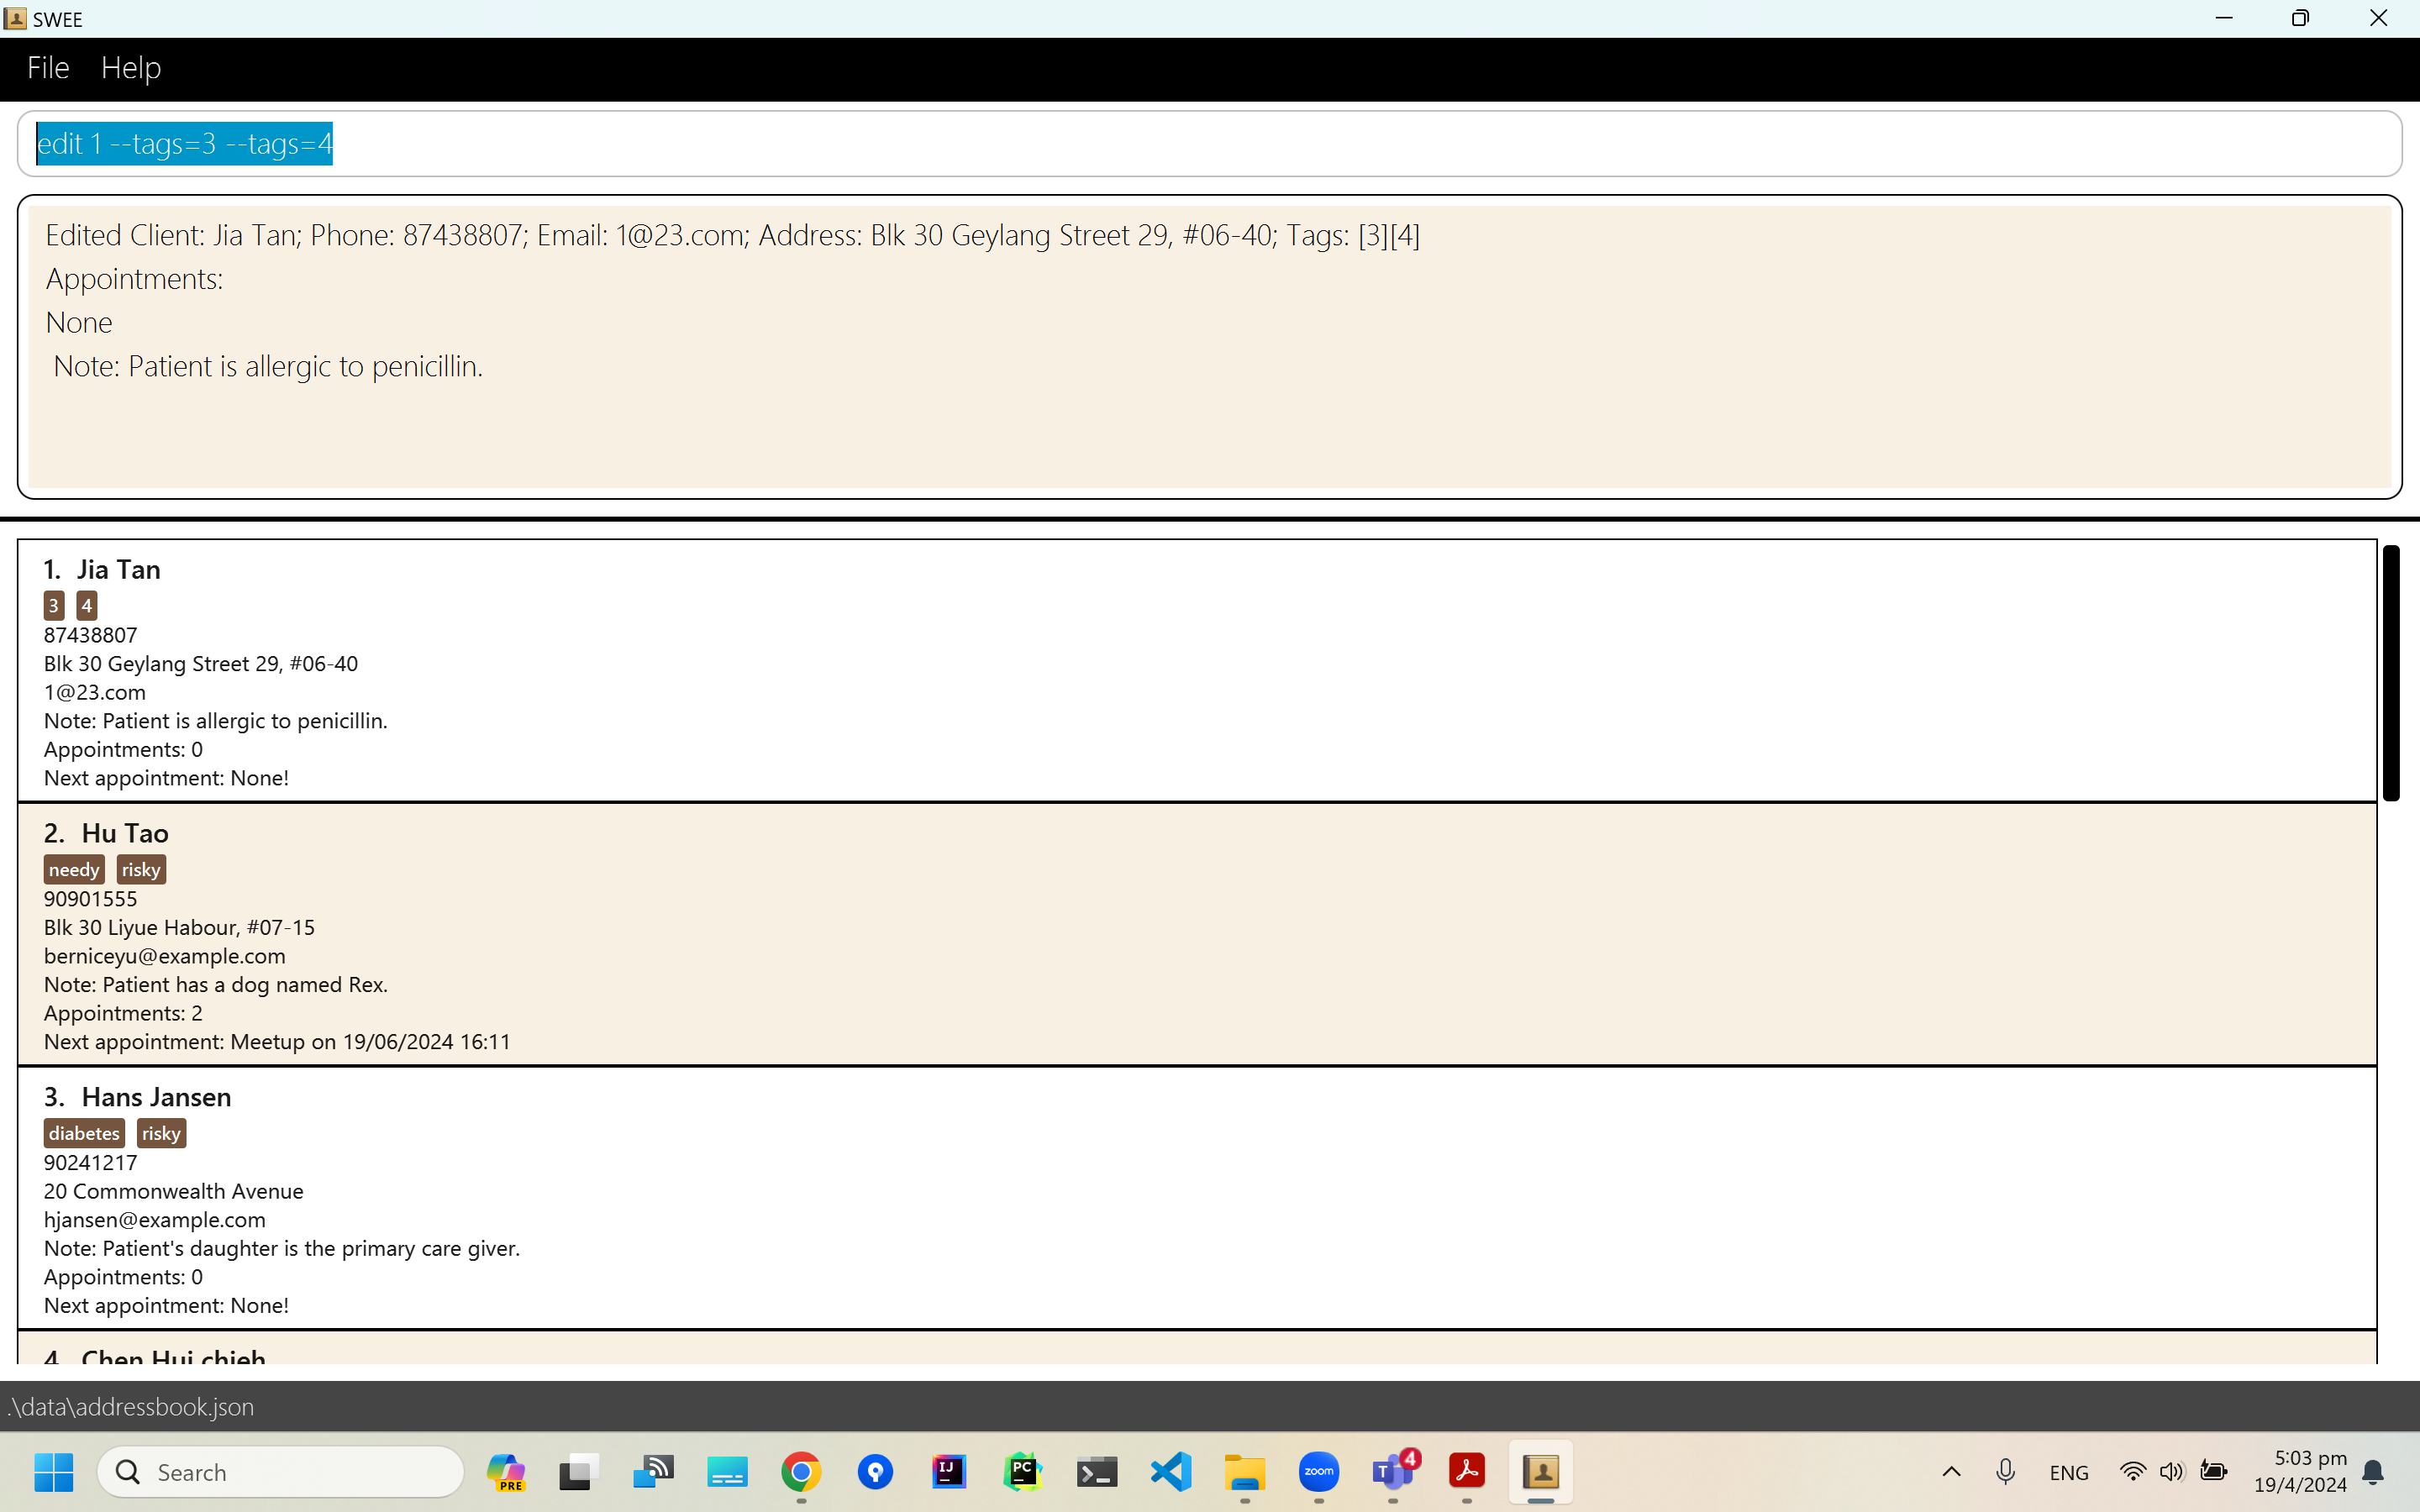 SWEE
File Help
edit 1 --tags=3 --tags=4
Edited Client: Jia Tan; Phone: 87438807; Email: 1@23.com; Address: Blk 30 Geylang Street 29, #06-40; Tags: [3][4]
Appointments:
None
Note: Patient is allergic to penicillin.
1. Jia Tan
3 4
87438807
Blk 30 Geylang Street 29, #06-40
1@23.com
Note: Patient is allergic to penicillin.
Appointments: 0
Next appointment: None!
2. Hu Tao
needy risky
90901555
Blk 30 Liyue Habour, #07-15
berniceyu@example.com
Note: Patient has a dog named Rex.
Appointments: 2
Next appointment: Meetup on 19/06/2024 16:11
3. Hans Jansen
diabetes risky
90241217
20 Commonwealth Avenue
hjansen@example.com
Note: Patient's daughter is the primary care giver.
Appointments: 0
Next appointment: None!
4. Chen Hui chieh
.\data\addressbook.json
Search
PRE
IJ
PC
zoom
T 4
ENG
5:03 pm
19/4/2024